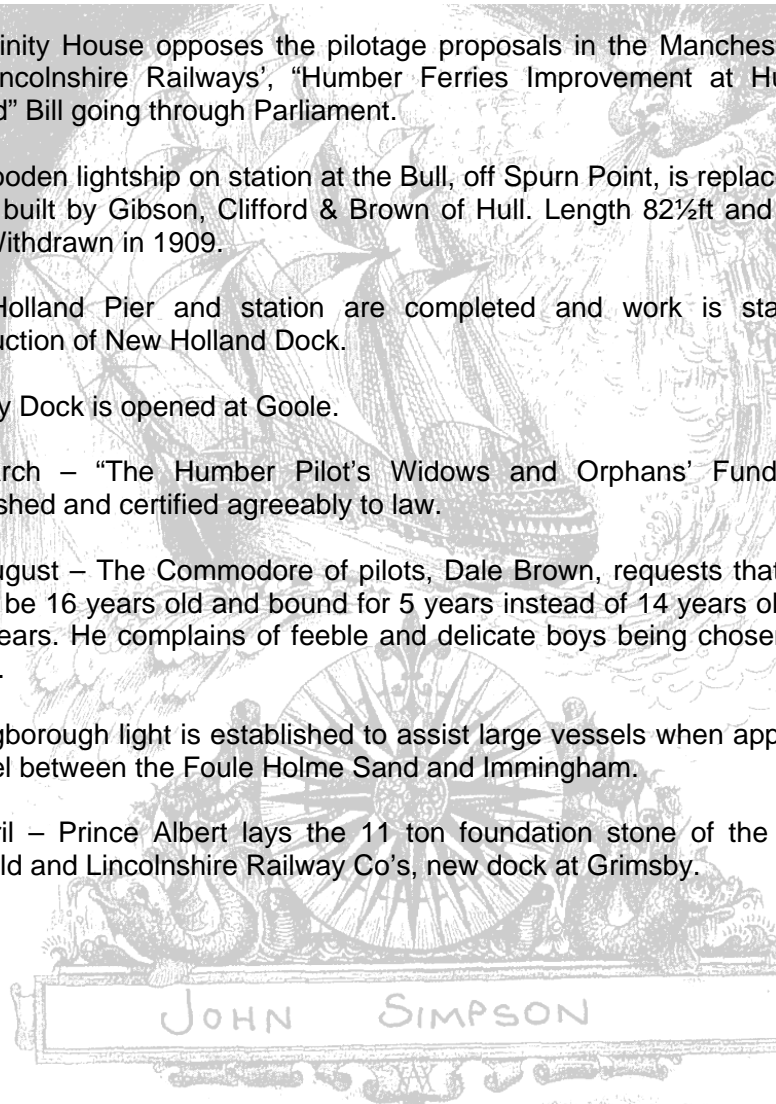 inity House opposes the pilotage proposals in the Manches
ncolnshire Railways’, “Humber Ferries Improvement at Hu
d” Bill going through Parliament.
ooden lightship on station at the Bull, off Spurn Point, is replac
built by Gibson, Clifford & Brown of Hull. Length 82½ft and
Withdrawn in 1909.
Holland Pier and station are completed and work is sta
uction of New Holland Dock.
y Dock is opened at Goole.
rch – “The Humber Pilot’s Widows and Orphans’ Fund
shed and certified agreeably to law.
ugust – The Commodore of pilots, Dale Brown, requests that
be 16 years old and bound for 5 years instead of 14 years ol
ears. He complains of feeble and delicate boys being chosen
.
gborough light is established to assist large vessels when app
el between the Foule Holme Sand and Immingham.
ril – Prince Albert lays the 11 ton foundation stone of the
ld and Lincolnshire Railway Co’s, new dock at Grimsby.
JOHN SIMPSON